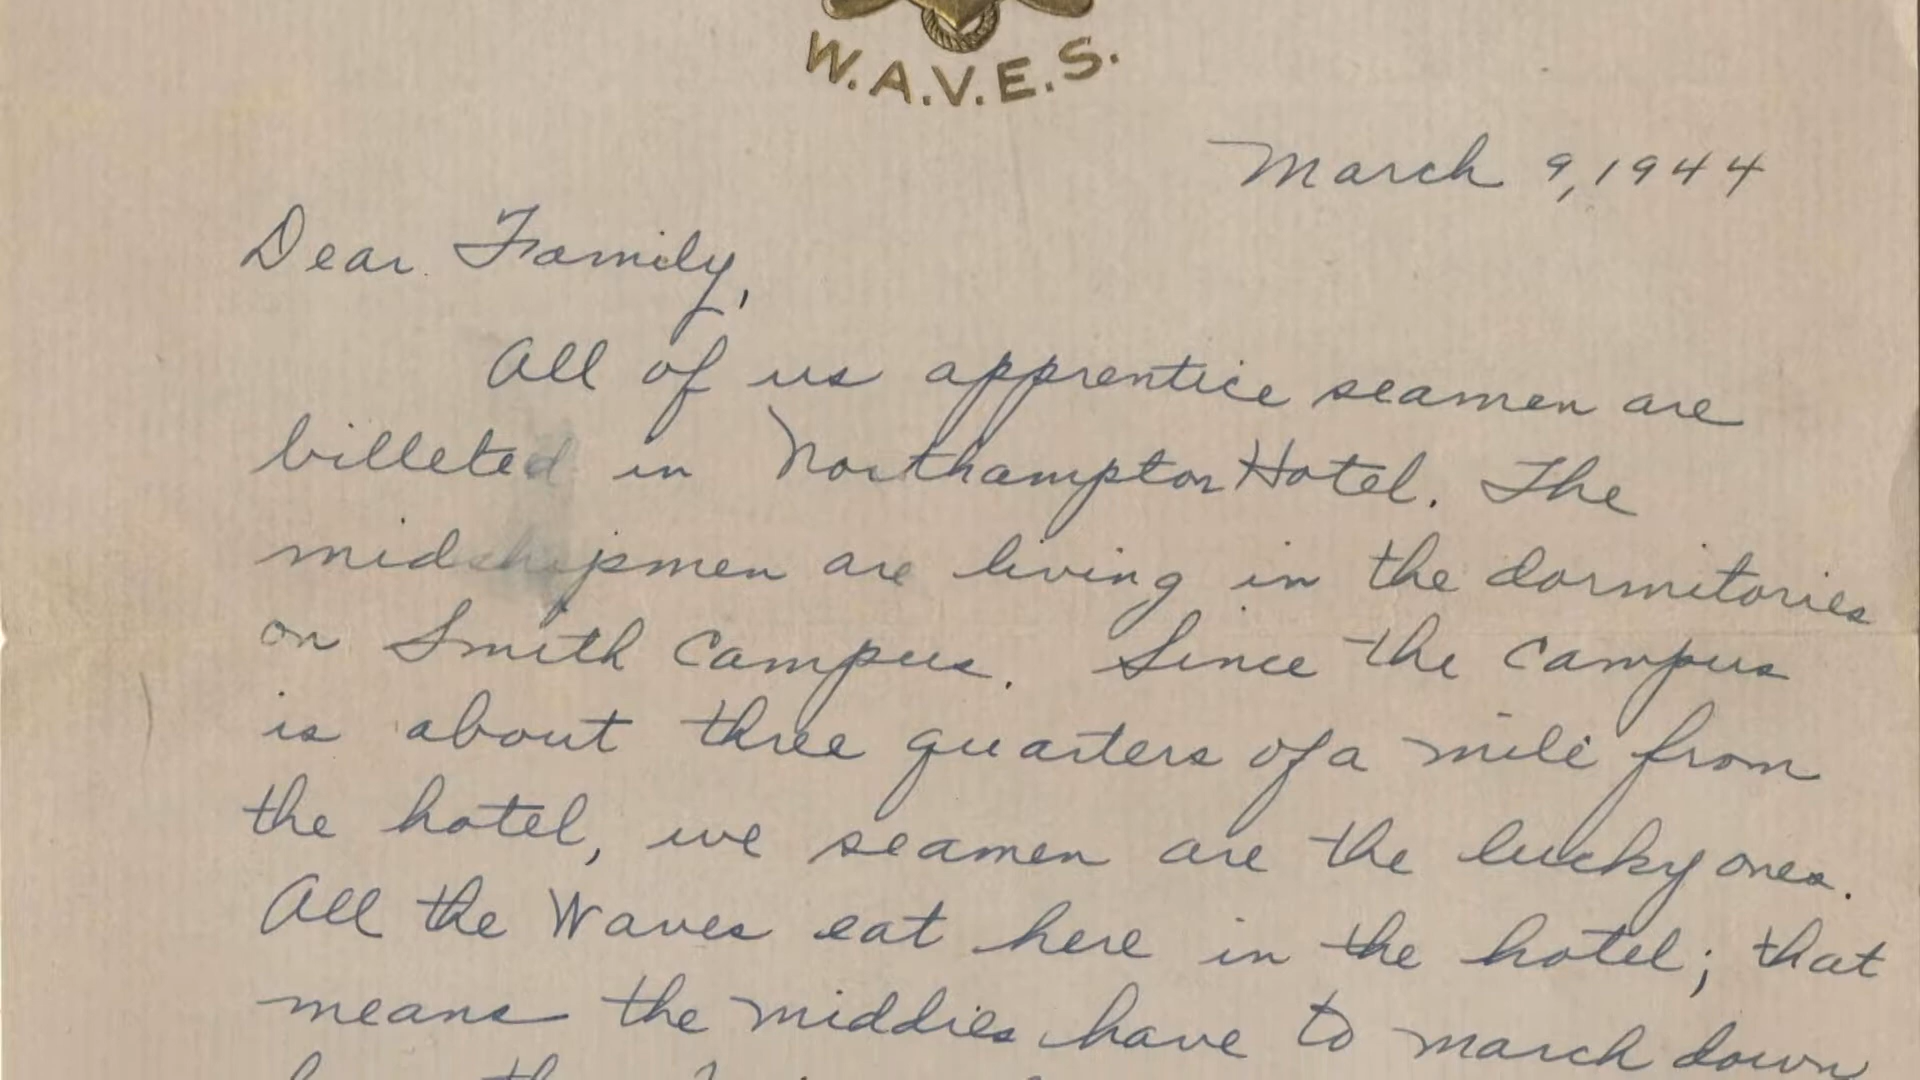 W.A.V.E.S.
March 9, 1944
Dear Family,
All of us apprentice seamen are
billeted in Northampton Hotel. The
midshipmen are living in the dormitories
on Smith Campus. Since the campus
is about three quarters of a mile from
the hotel, we seamen are the lucky ones.
All the Waves eat here in the hotel; that
means the middies have to march down